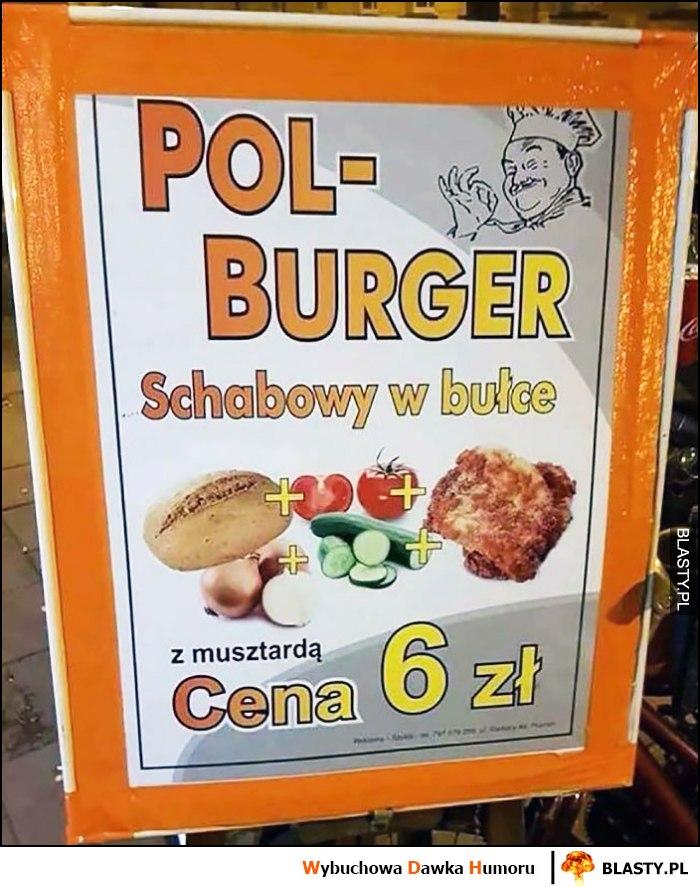 POL-
BURGER
Schabowy w bułce
+ +
+ +
z musztardą
Cena 6 zł
BLASTY.PL
Wybuchowa Dawka Humoru
BLASTY.PL